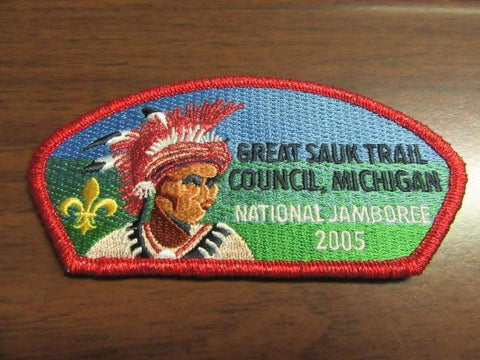 GREAT SAUK TRAIL
COUNCIL, MICHIGAN
NATIONAL JAMBOREE
2005